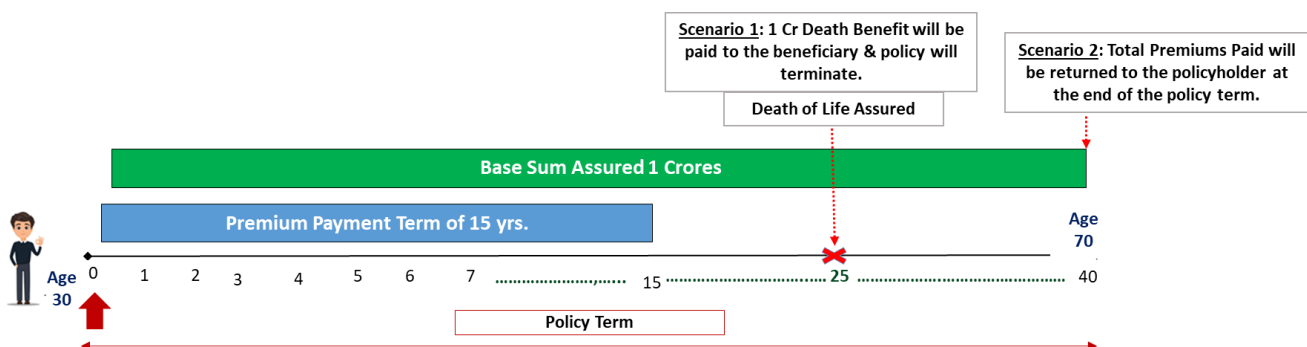 Scenario 1: 1 Cr Death Benefit will be
paid to the beneficiary & policy will
terminate.
Scenario 2: Total Premiums Paid will
be returned to the policyholder at
the end of the policy term.
Death of Life Assured
Base Sum Assured 1 Crores
Premium Payment Term of 15 yrs.
Age
70
Age
30
0 1 2 3 4 5 6 7 .....................,...... 15 ............................ 25 ..................................... 40
Policy Term